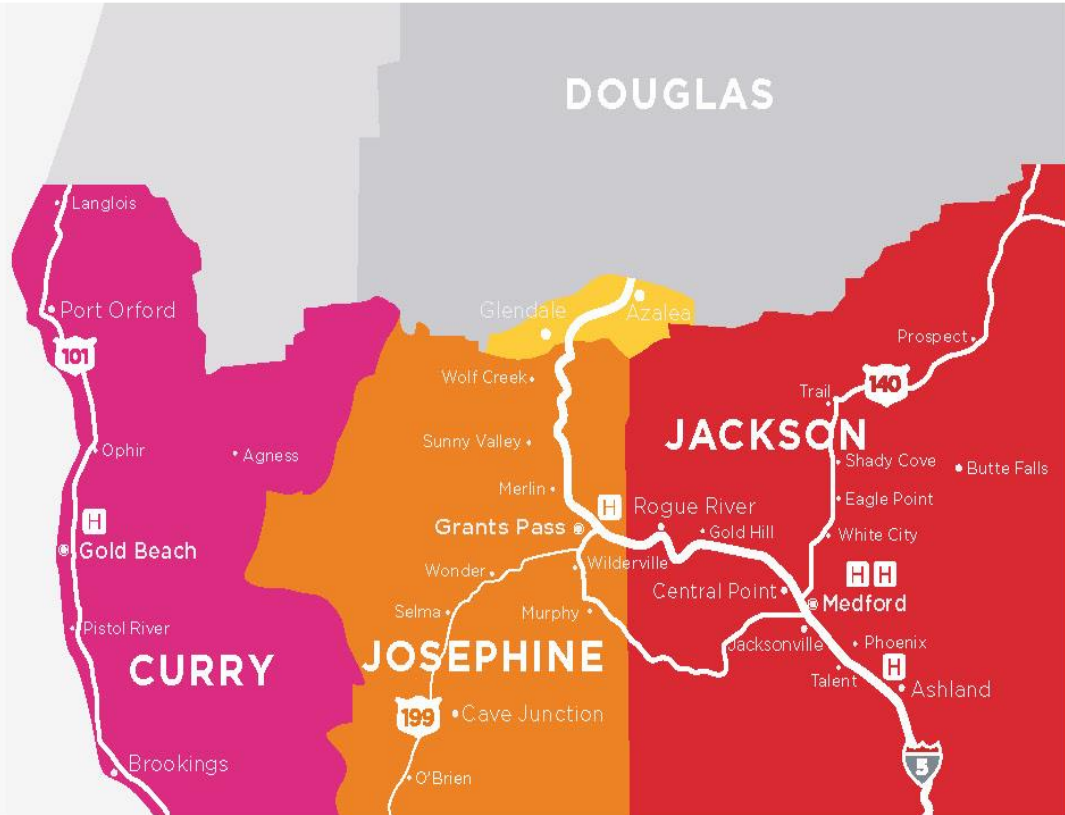 DOUGLAS
Langlois
Port Orford
Glendale
Azalea
101
Prospect
Wolf Creek
140
Trail
JACKSON
Ophir
Agness
Sunny Valley
Shady Cove
Butte Falls
Merlin
Eagle Point
H
H
Rogue River
Grants Pass
Gold Hill
White City
Gold Beach
Wonder
Wilderville
H H
Central Point
Medford
Selma
Murphy
Pistol River
Jacksonville
Phoenix
CURRY
JOSEPHINE
H
Talent
Ashland
199
Cave Junction
Brookings
O'Brien
5